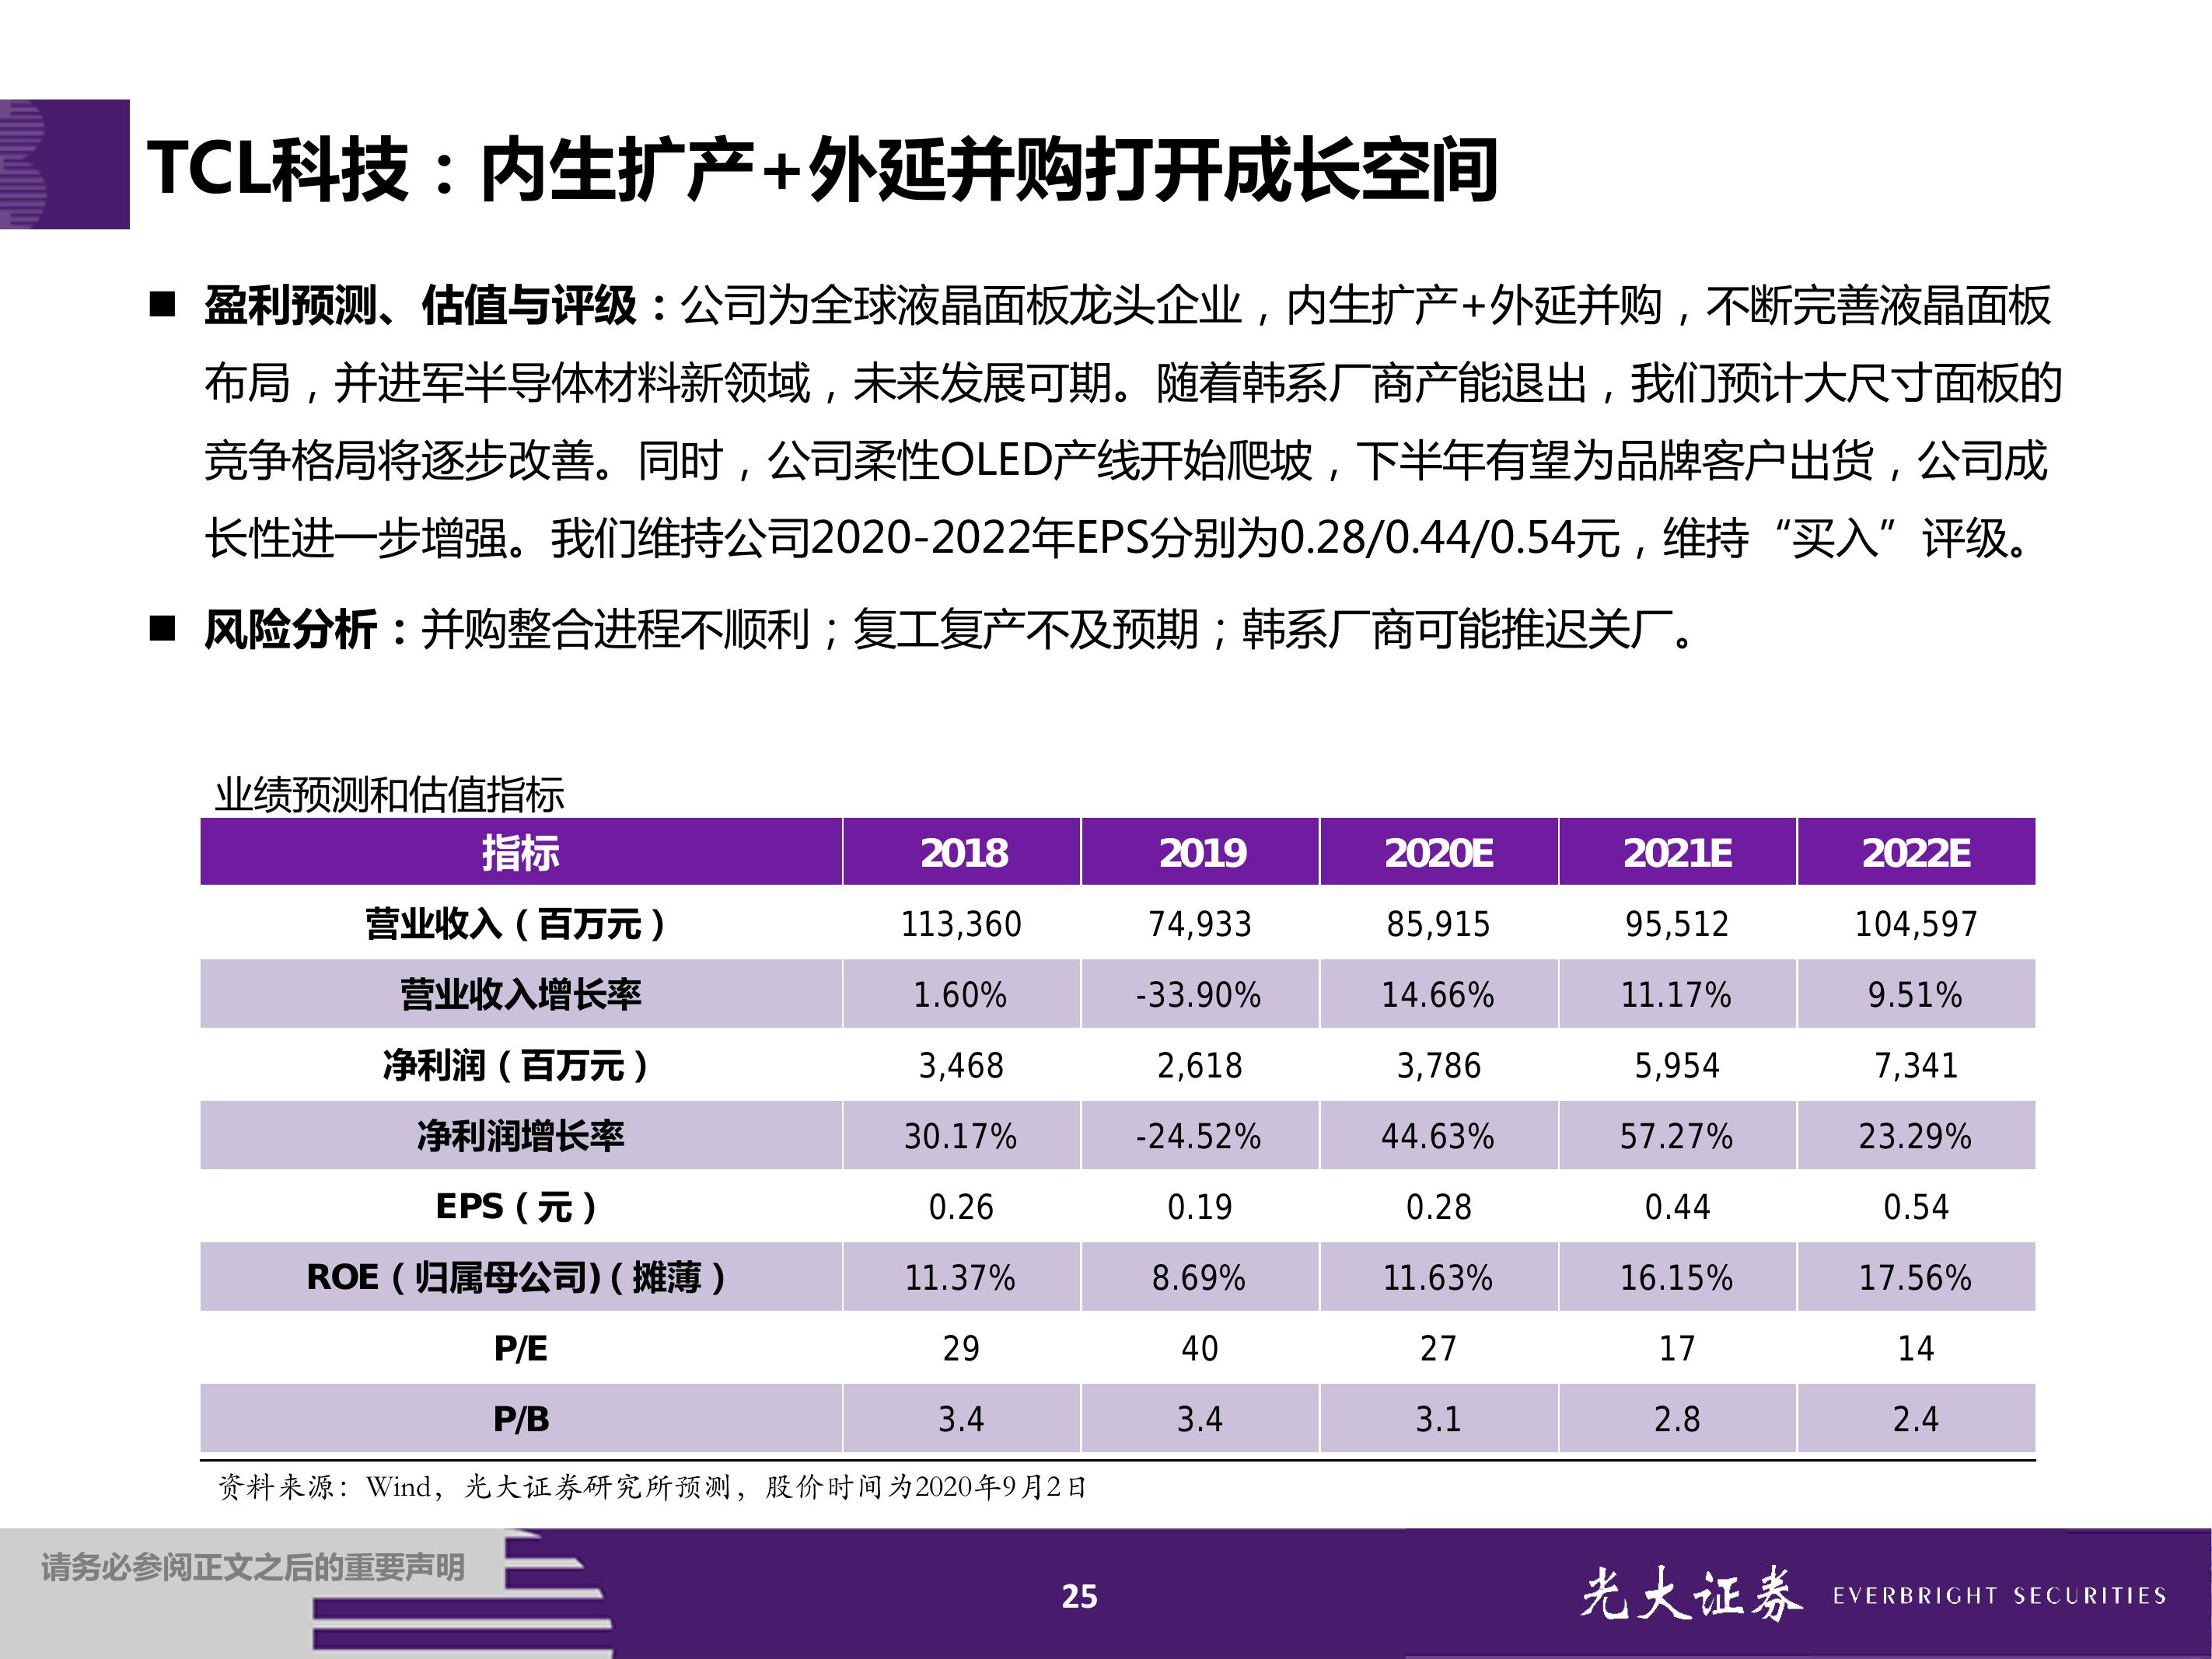 TCL科技：内生扩产+外延并购打开成长空间
■ 盈利预测、估值与评级：公司为全球液晶面板龙头企业，内生扩产+外延并购，不断完善液晶面板
布局，并进军半导体材料新领域，未来发展可期。随着韩系厂商产能退出，我们预计大尺寸面板的
竞争格局将逐步改善。同时，公司柔性OLED产线开始爬坡，下半年有望为品牌客户出货，公司成
长性进一步增强。我们维持公司2020-2022年EPS分别为0.28/0.44/0.54元，维持“买入”评级。
■ 风险分析：并购整合进程不顺利；复工复产不及预期；韩系厂商可能推迟关厂。
业绩预测和估值指标
指标 2018 2019 2020E 2021E 2022E
营业收入（百万元） 113,360 74,933 85,915 95,512 104,597
营业收入增长率 1.60% -33.90% 14.66% 11.17% 9.51%
净利润（百万元） 3,468 2,618 3,786 5,954 7,341
净利润增长率 30.17% -24.52% 44.63% 57.27% 23.29%
EPS（元） 0.26 0.19 0.28 0.44 0.54
ROE（归属母公司)(摊薄） 11.37% 8.69% 11.63% 16.15% 17.56%
P/E 29 40 27 17 14
P/B 3.4 3.4 3.1 2.8 2.4
资料来源：Wind，光大证券研究所预测，股价时间为2020年9月2日
请务必参阅正文之后的重要声明
25
光大证券 EVERBRIGHT SECURITIES